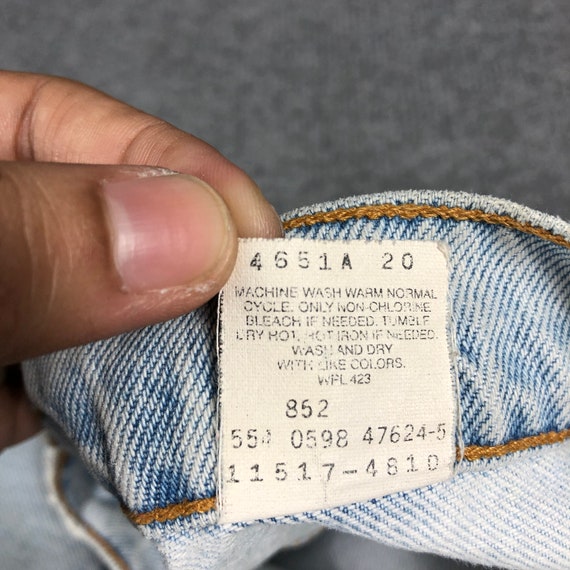 4651A 20
MACHINE WASH WARM NORMAL
CYCLE. ONLY NON-CHLORINE
BLEACH IF NEEDED. TUMBLE
DRY HOT. HOT IRON IF NEEDED.
WASH AND DRY
WITH LIKE COLORS.
WPL 423
852
554 0598 47624-5
11517-4810